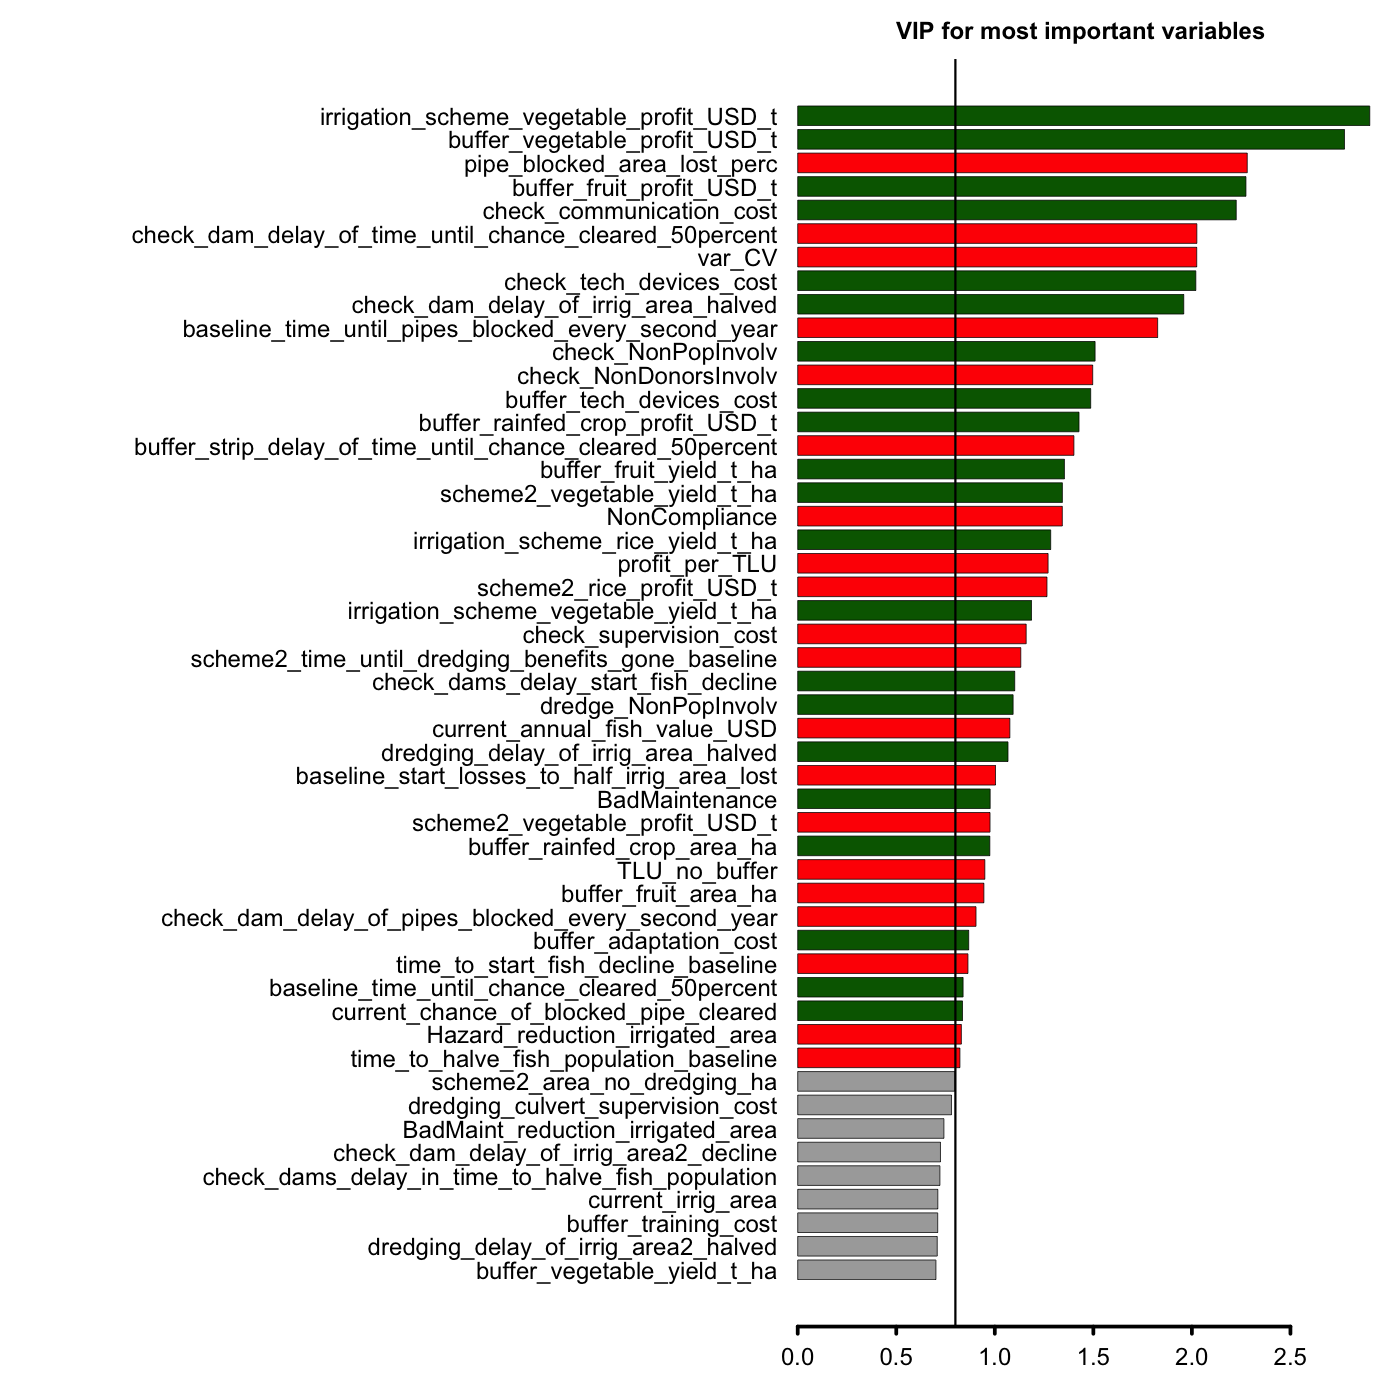 VIP for most important variables
irrigation_scheme_vegetable_profit_USD_t
buffer_vegetable_profit_USD_t
pipe_blocked_area_lost_perc
buffer_fruit_profit_USD_t
check_communication_cost
check_dam_delay_of_time_until_chance_cleared_50percent
var_CV
check_tech_devices_cost
check_dam_delay_of_irrig_area_halved
baseline_time_until_pipes_blocked_every_second_year
check_NonPopInvolv
check_NonDonorsInvolv
buffer_tech_devices_cost
buffer_rainfed_crop_profit_USD_t
buffer_strip_delay_of_time_until_chance_cleared_50percent
buffer_fruit_yield_t_ha
scheme2_vegetable_yield_t_ha
NonCompliance
irrigation_scheme_rice_yield_t_ha
profit_per_TLU
scheme2_rice_profit_USD_t
irrigation_scheme_vegetable_yield_t_ha
check_supervision_cost
scheme2_time_until_dredging_benefits_gone_baseline
check_dams_delay_start_fish_decline
dredge_NonPopInvolv
current_annual_fish_value_USD
dredging_delay_of_irrig_area_halved
baseline_start_losses_to_half_irrig_area_lost
BadMaintenance
scheme2_vegetable_profit_USD_t
buffer_rainfed_crop_area_ha
TLU_no_buffer
buffer_fruit_area_ha
check_dam_delay_of_pipes_blocked_every_second_year
buffer_adaptation_cost
time_to_start_fish_decline_baseline
baseline_time_until_chance_cleared_50percent
current_chance_of_blocked_pipe_cleared
Hazard_reduction_irrigated_area
time_to_halve_fish_population_baseline
scheme2_area_no_dredging_ha
dredging_culvert_supervision_cost
BadMaint_reduction_irrigated_area
check_dam_delay_of_irrig_area2_decline
check_dams_delay_in_time_to_halve_fish_population
current_irrig_area
buffer_training_cost
dredging_delay_of_irrig_area2_halved
buffer_vegetable_yield_t_ha
0.0 0.5 1.0 1.5 2.0 2.5